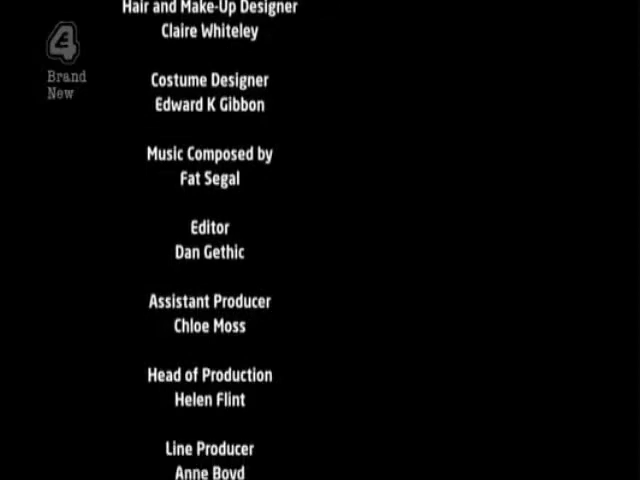 Hair and Make-Up Designer
Claire Whiteley
4
Brand
New
Costume Designer
Edward K Gibbon
Music Composed by
Fat Segal
Editor
Dan Gethic
Assistant Producer
Chloe Moss
Head of Production
Helen Flint
Line Producer
Anne Boyd